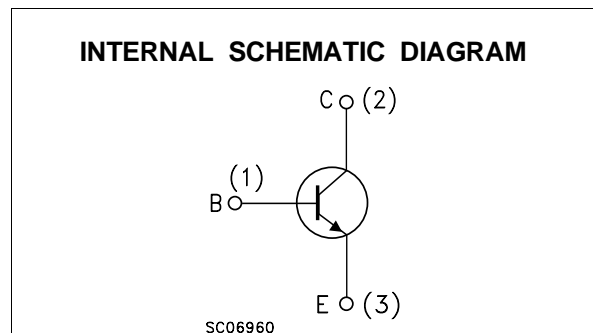 INTERNAL SCHEMATIC DIAGRAM
C (2)
(1)
B
E (3)
SC06960